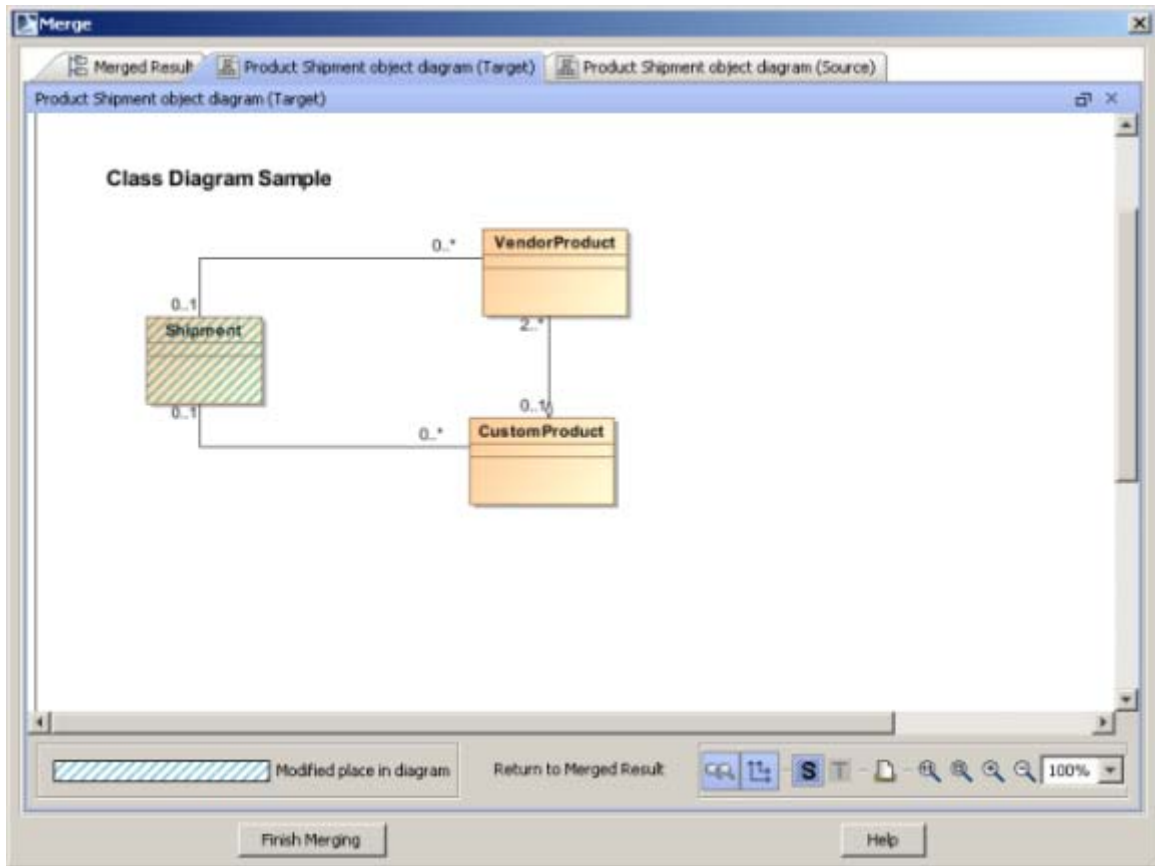 Merge
Merged Result Product Shipment object diagram (Target) Product Shipment object diagram (Source)
Product Shipment object diagram (Target)
Class Diagram Sample
0..* VendorProduct
0..1
Shipment 2..*
0..1 0..1
0..* CustomProduct
Modified place in diagram Return to Merged Result S T 100%
Finish Merging Help